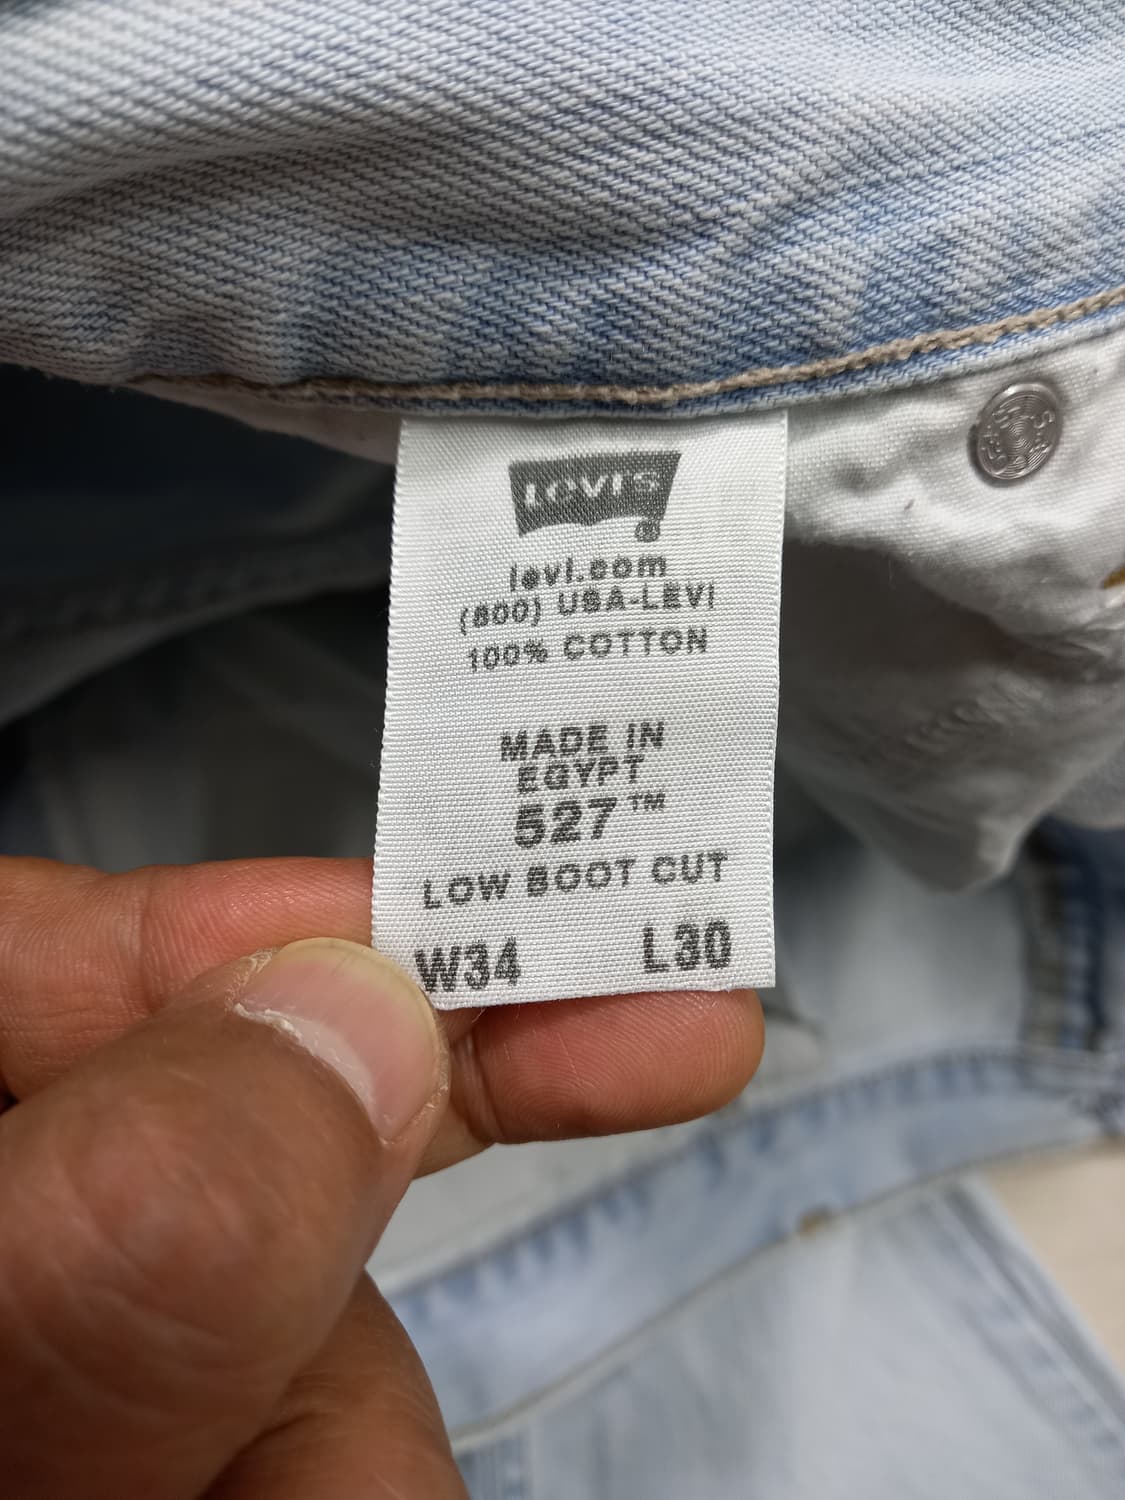 Levi's
®
levi.com
(800) USA-LEVI
100% COTTON
MADE IN
EGYPT
527™
LOW BOOT CUT
W34 L30